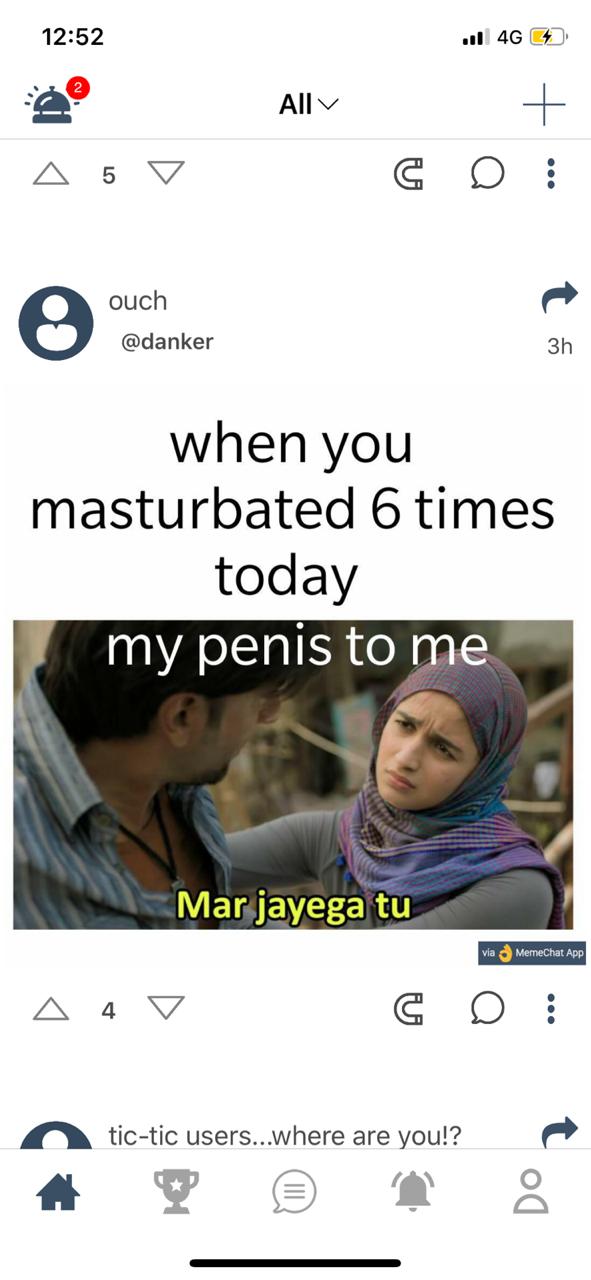 12:52
4G
2
All
5
ouch
@danker
3h
when you
masturbated 6 times
today
my penis to me
Mar jayega tu
via MemeChat App
4
tic-tic users...where are you!?